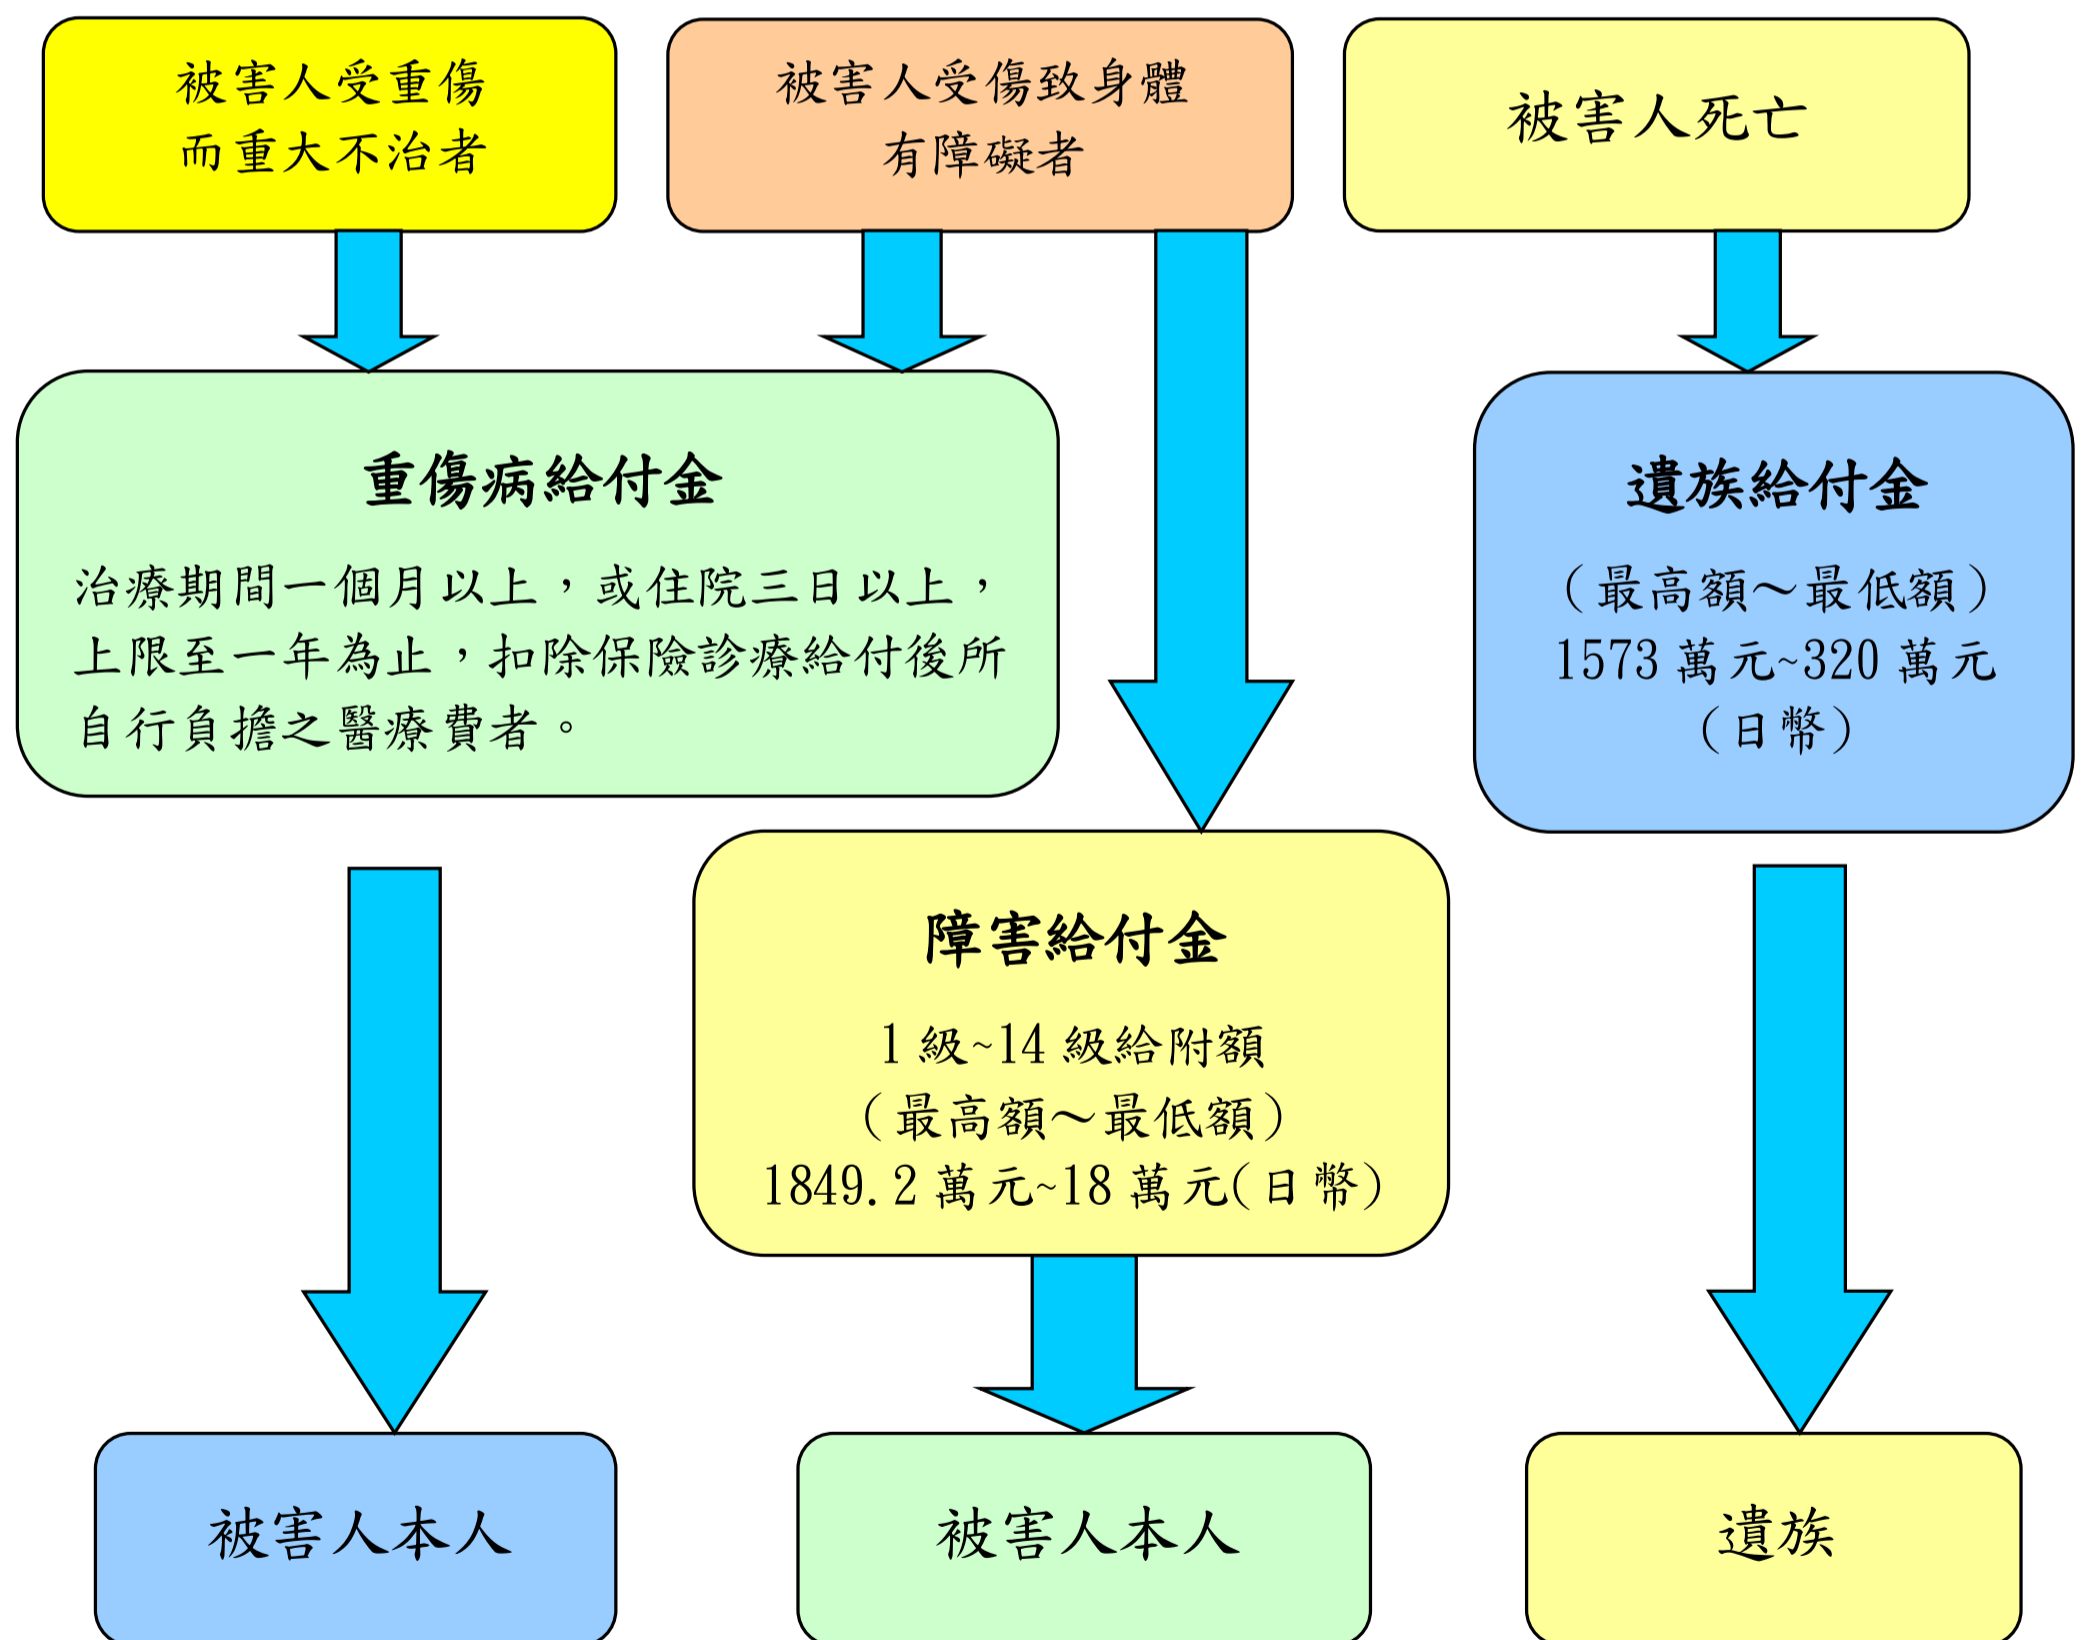 被害人受重傷
而重大不治者
被害人受傷致身體
有障礙者
被害人死亡
重傷病給付金
治療期間一個月以上，或住院三日以上，
上限至一年為止，扣除保險診療給付後所
自行負擔之醫療費者。
遺族給付金
（最高額～最低額）
1573 萬元~320 萬元
(日幣)
障害給付金
1 級~14 級給附額
（最高額～最低額）
1849.2 萬元~18 萬元(日幣)
被害人本人
被害人本人
遺族